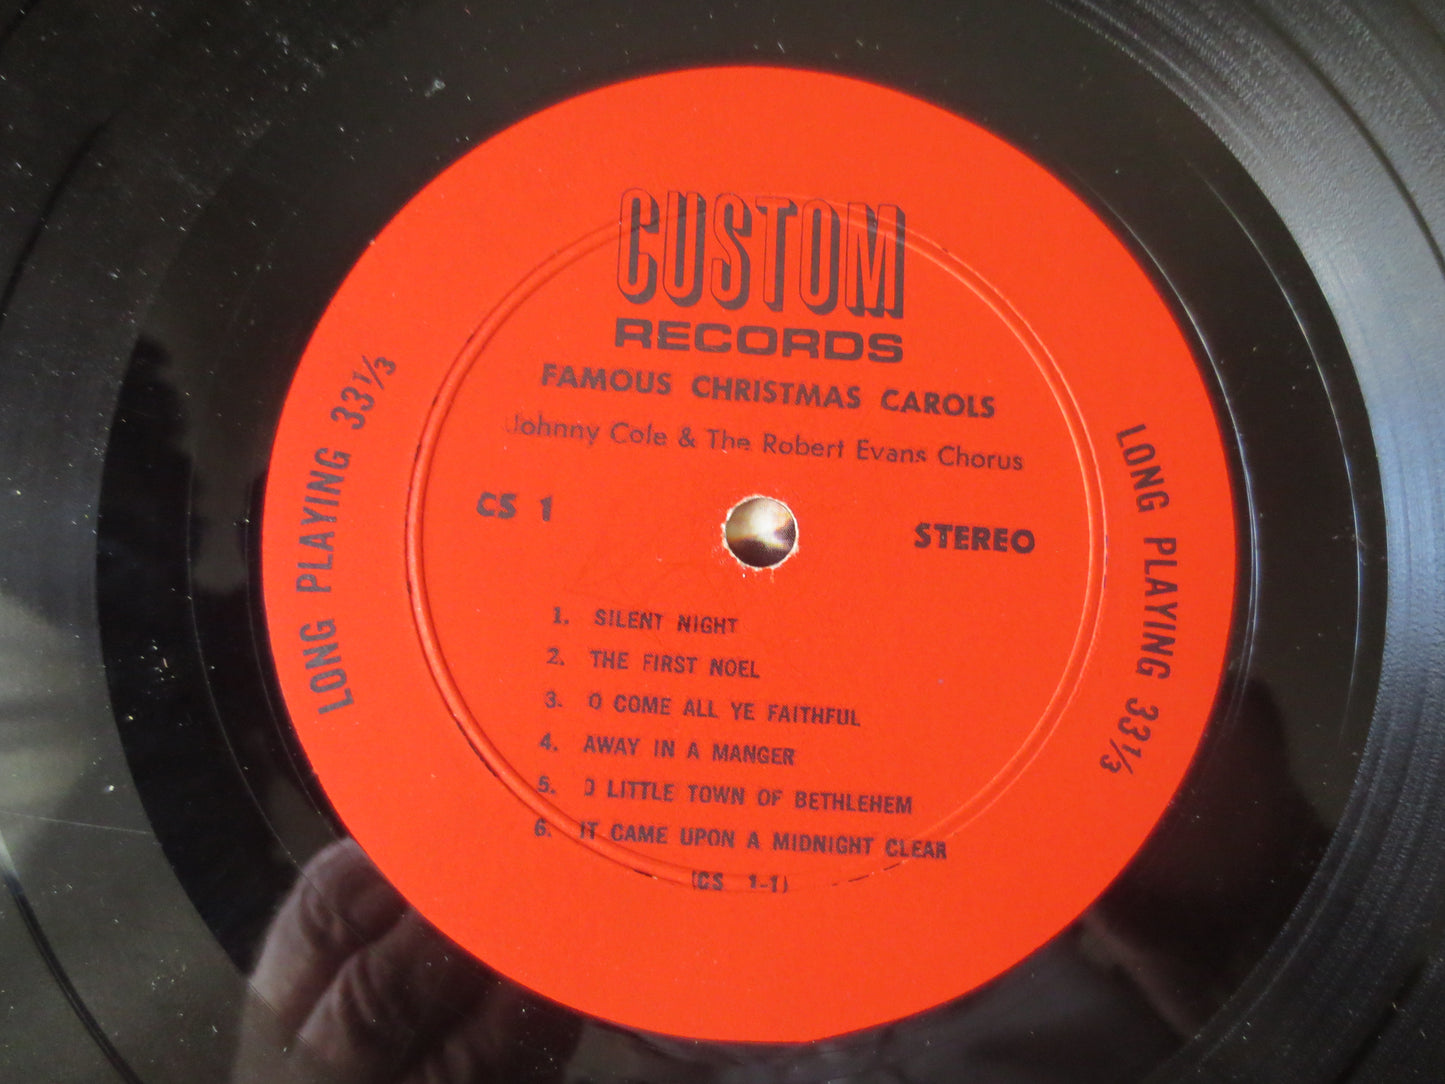 CUSTOM
RECORDS
FAMOUS CHRISTMAS CAROLS
Johnny Cole & The Robert Evans Chorus
CS 1
STEREO
LONG PLAYING 33⅓
LONG PLAYING 33⅓
1. SILENT NIGHT
2. THE FIRST NOEL
3. O COME ALL YE FAITHFUL
4. AWAY IN A MANGER
5. O LITTLE TOWN OF BETHLEHEM
6. IT CAME UPON A MIDNIGHT CLEAR
(CS 1-1)